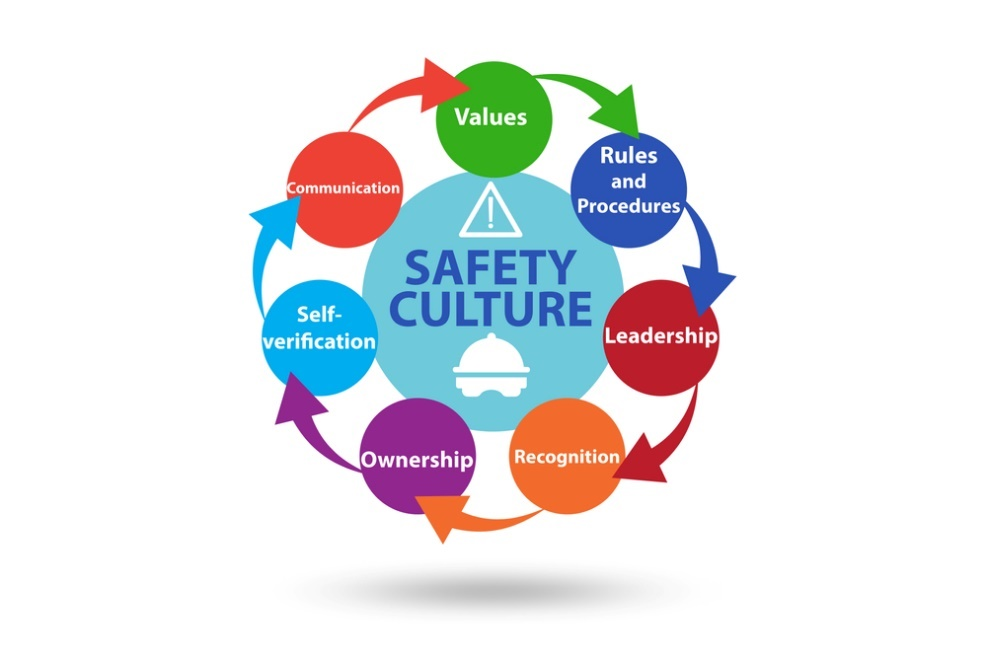 Values
Rules
and
Procedures
Leadership
Recognition
Ownership
Self-
verification
Communication
!
SAFETY
CULTURE